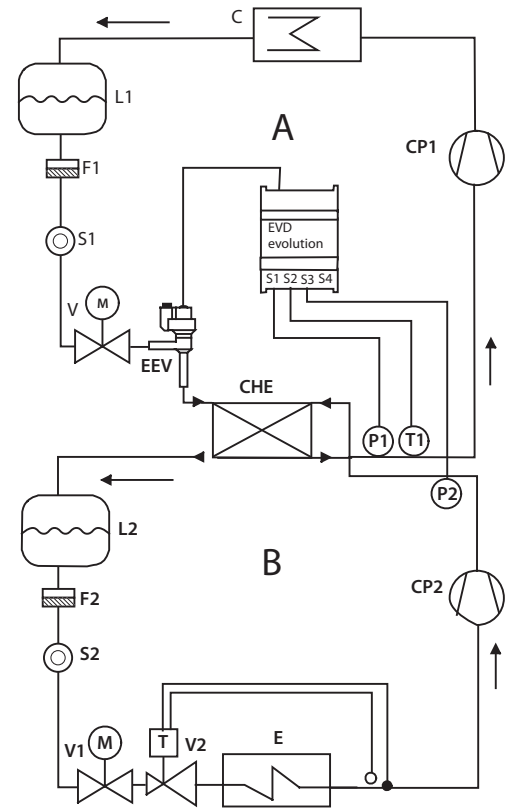 C
L1
A
CP1
F1
EVD
evolution
S1
S1 S2 S3 S4
V
M
EEV
CHE
P1
T1
P2
L2
B
CP2
F2
S2
V1
M
T
V2
E